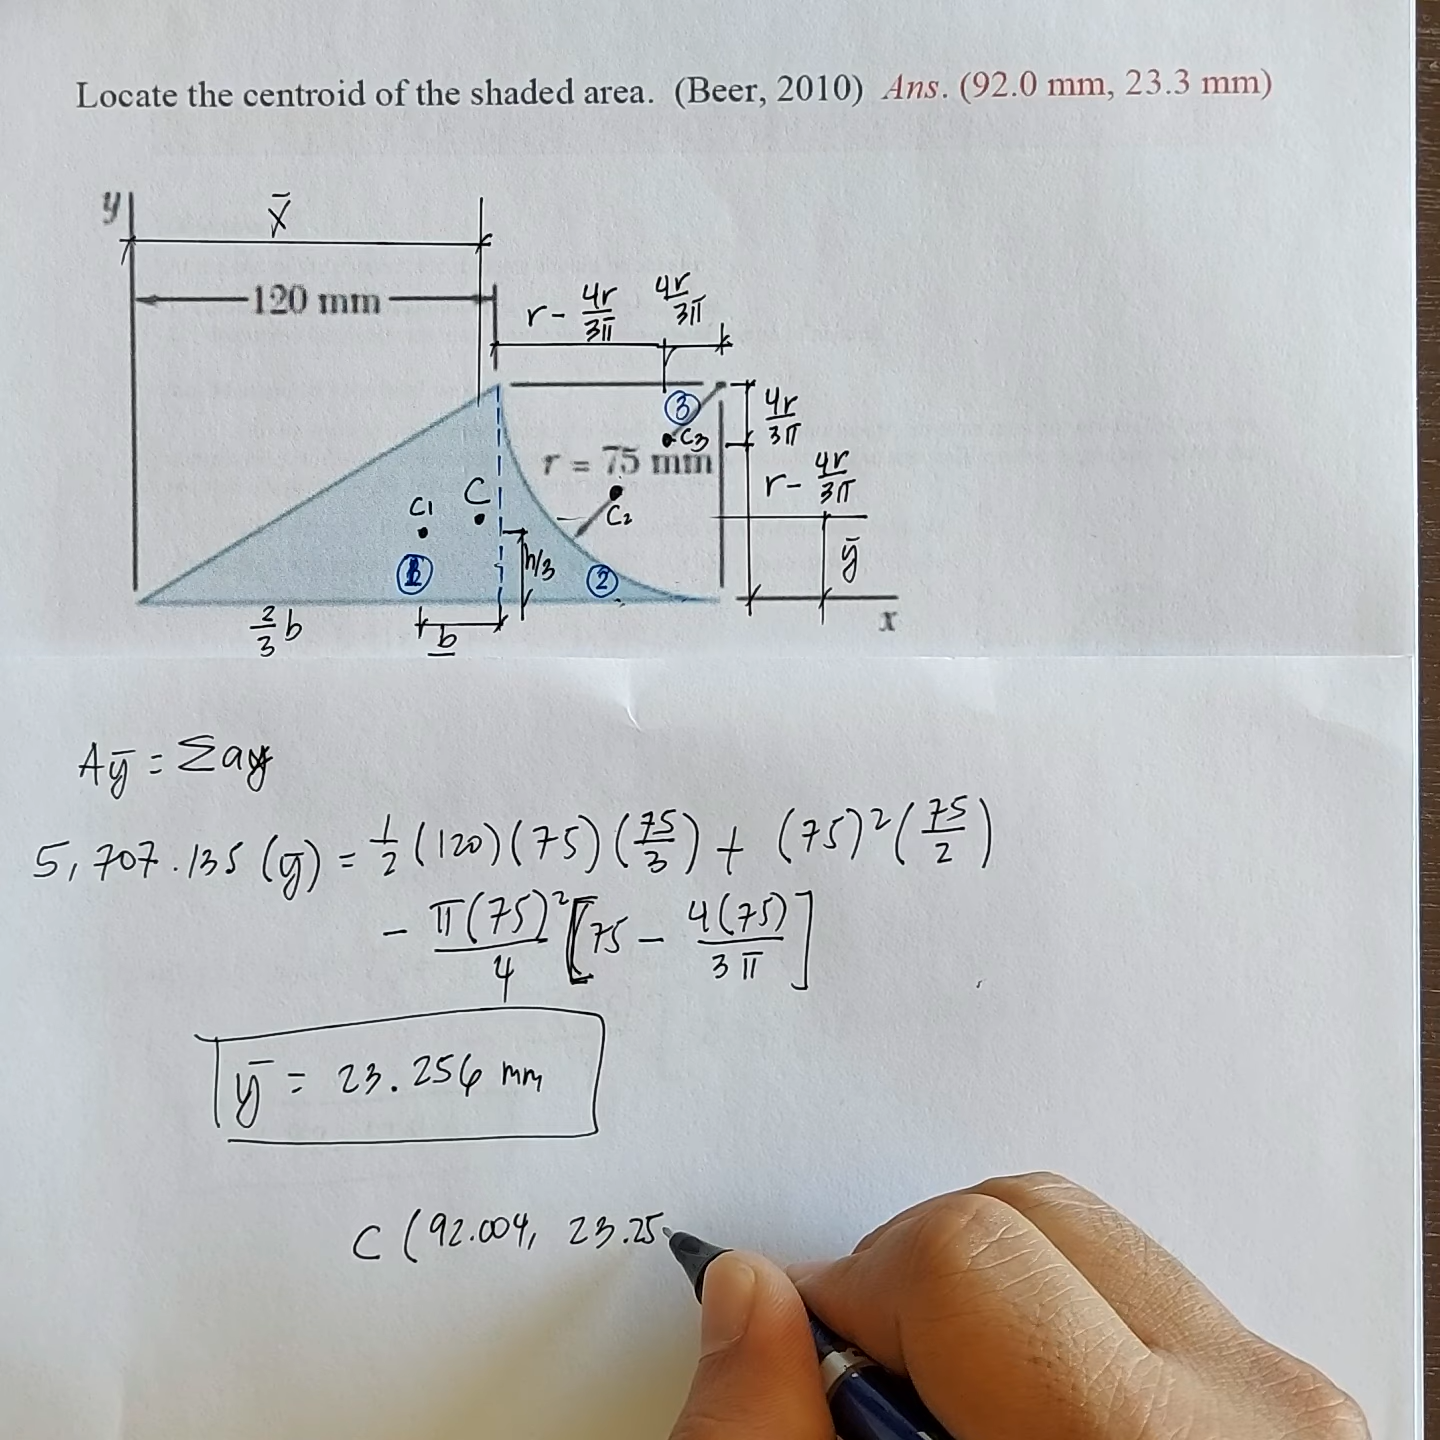 Locate the centroid of the shaded area. (Beer, 2010) Ans. (92.0 mm, 23.3 mm)
y
x̄
120 mm
r - 4r/3π
4r/3π
3
C3
4r/3π
r = 75 mm
r - 4r/3π
C1
C
C2
ȳ
h/3
1
2
2/3 b
b
x
Aȳ = Σay
5,707.135 (ȳ) = 1/2 (120)(75)(75/3) + (75)²(75/2)
- π(75)²/4 [75 - 4(75)/3π]
ȳ = 23.256 mm
C (92.004, 23.25